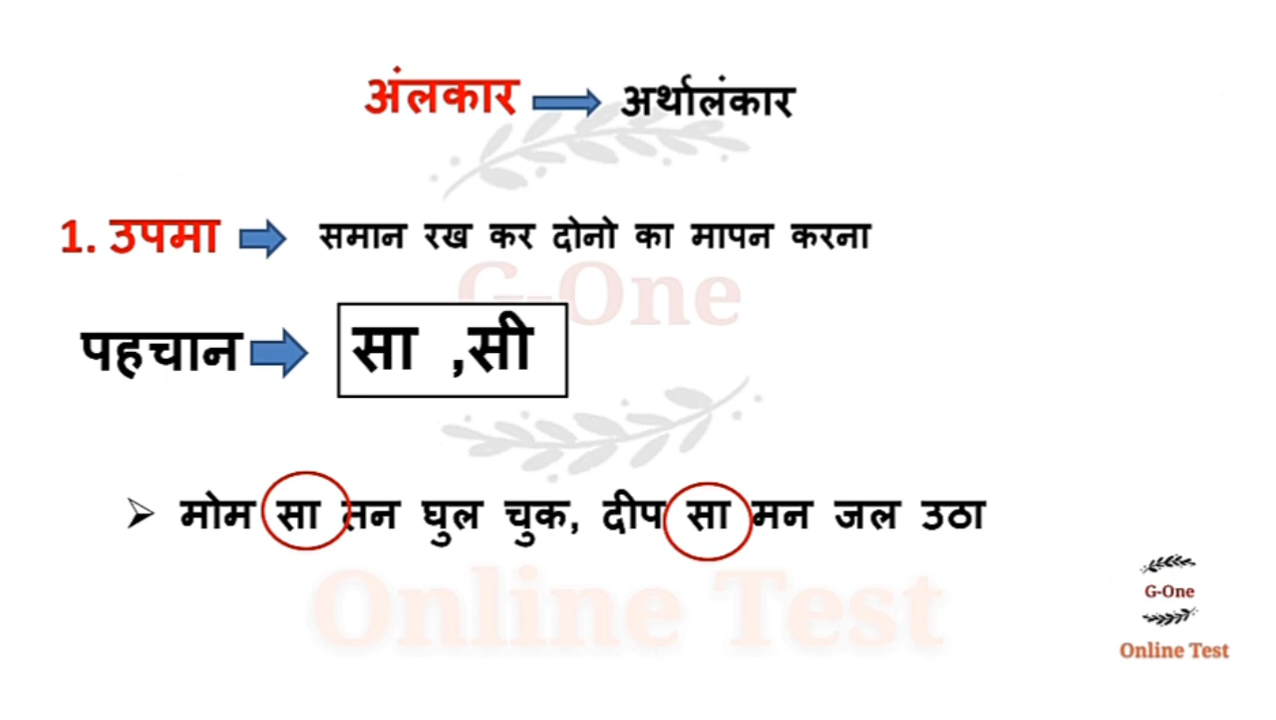 अंलकार अर्थालंकार
1. उपमा समान रख कर दोनो का मापन करना
G-One
पहचान सा ,सी
➢ मोम सा तन घुल चुक, दीप सा मन जल उठा
Online Test
G-One
Online Test